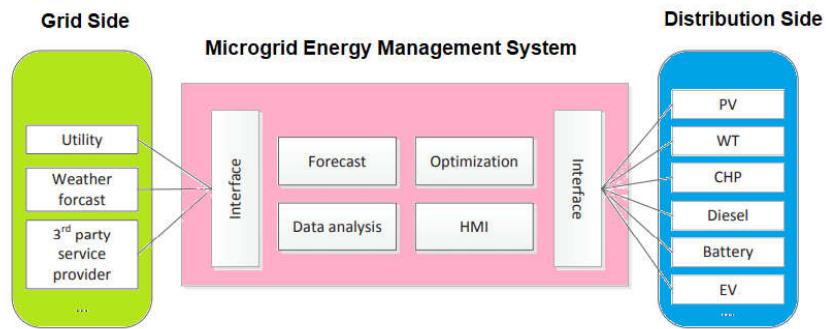 Grid Side
Distribution Side
Microgrid Energy Management System
Utility
Weather
forcast
3rd party
service
provider
...
Interface
Forecast
Optimization
Data analysis
HMI
Interface
PV
WT
CHP
Diesel
Battery
EV
....